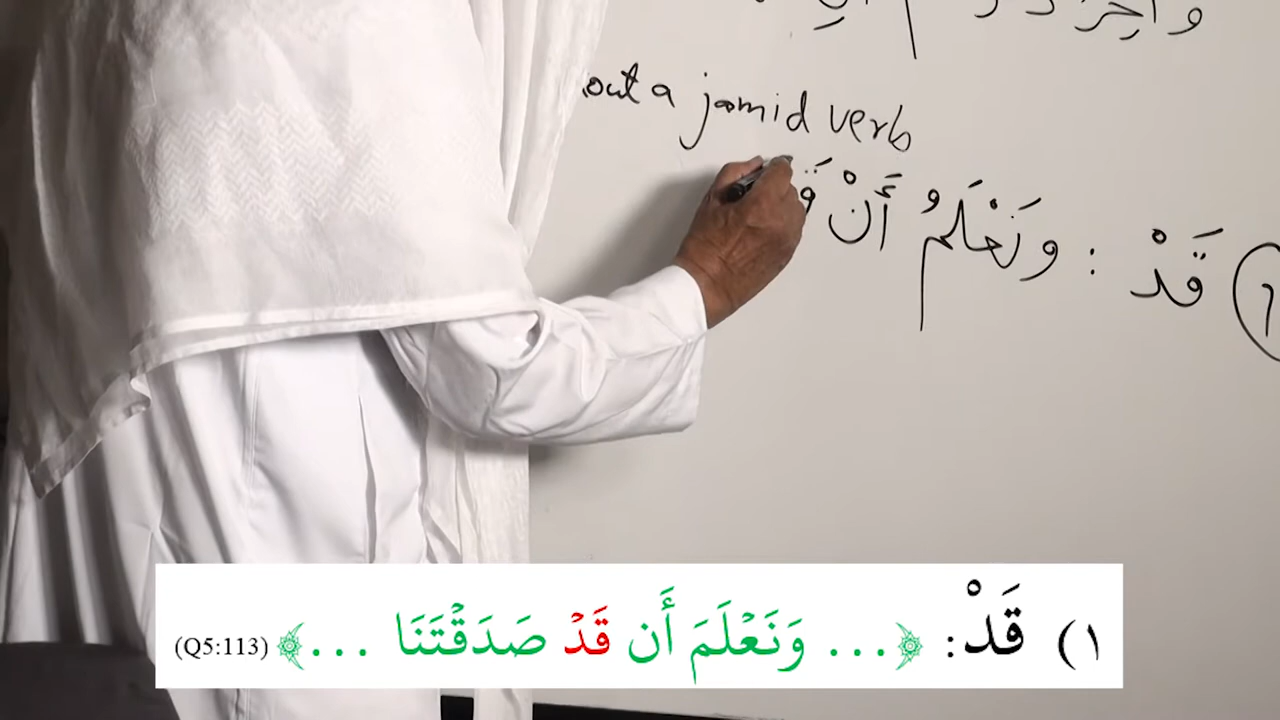 out a jamid verb
١ قَدْ : وَنَعْلَمُ أَنْ قَ
١) قَدْ: ﴿... وَنَعْلَمَ أَن قَدْ صَدَقْتَنَا ...﴾ (Q5:113)